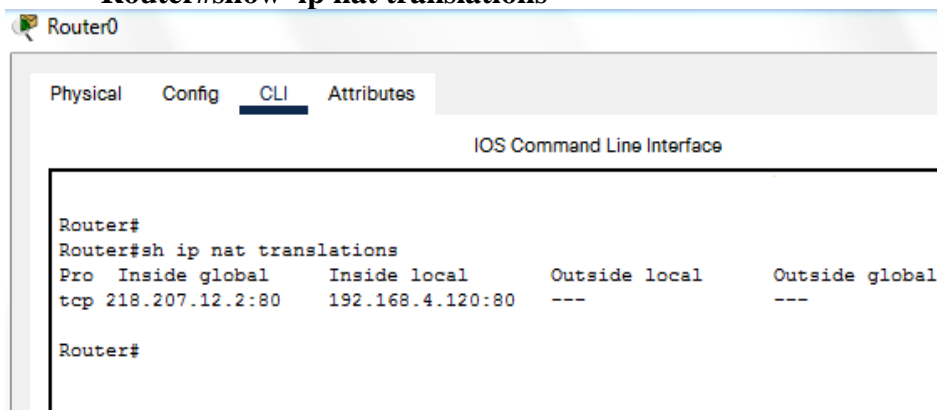 Router#show ip nat translations
Router0
Physical Config CLI Attributes
IOS Command Line Interface
Router#
Router#sh ip nat translations
Pro Inside global Inside local Outside local Outside global
tcp 218.207.12.2:80 192.168.4.120:80 --- ---
Router#